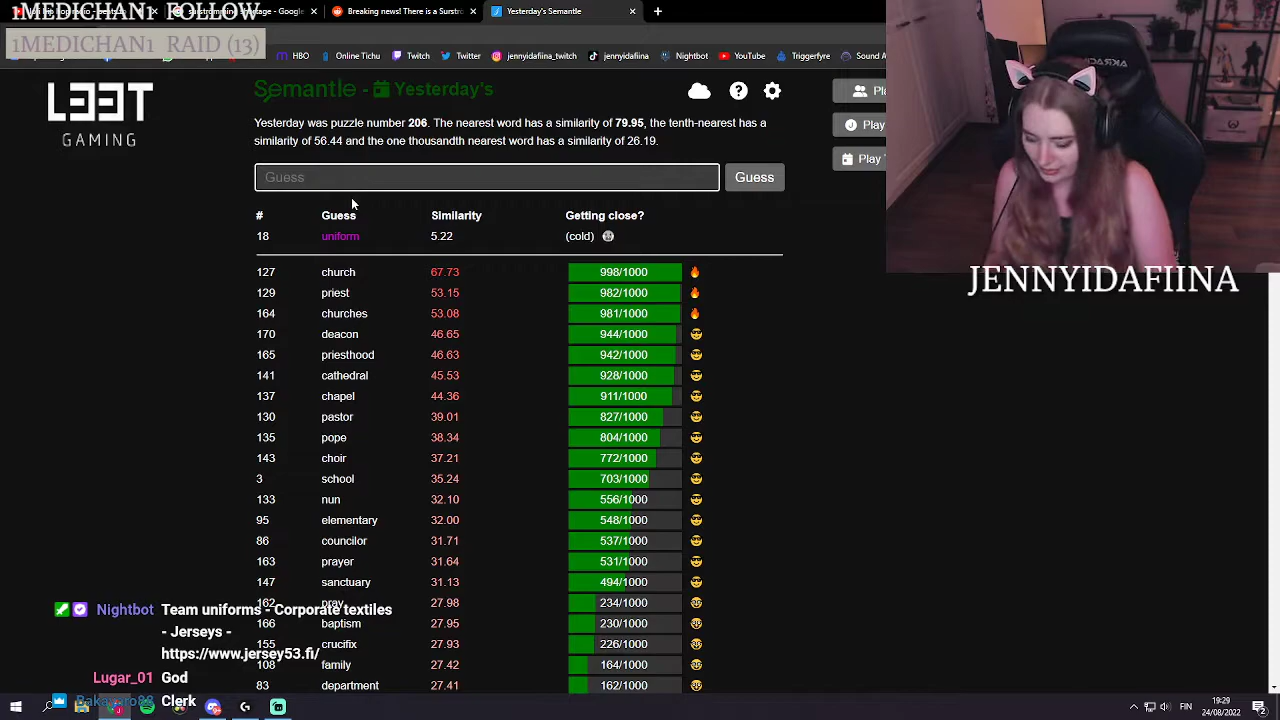 1MEDICHAN1 FOLLOW
1MEDICHAN1 RAID (13)
Breaking news! There is a Surstro
Yesterday's Semantle
HBO
Online Tichu
Twitch
Twitter
jennyidafiina_twitch
jennyidafiina
Nightbot
YouTube
Triggerfyre
Sound A
L33T
GAMING
Semantle - Yesterday's
Yesterday was puzzle number 206. The nearest word has a similarity of 79.95, the tenth-nearest has a
similarity of 56.44 and the one thousandth nearest word has a similarity of 26.19.
Guess
Guess
Play
Play
# Guess Similarity Getting close?
18 uniform 5.22 (cold)
127 church 67.73 998/1000
129 priest 53.15 982/1000
164 churches 53.08 981/1000
170 deacon 46.65 944/1000
165 priesthood 46.63 942/1000
141 cathedral 45.53 928/1000
137 chapel 44.36 911/1000
130 pastor 39.01 827/1000
135 pope 38.34 804/1000
143 choir 37.21 772/1000
3 school 35.24 703/1000
133 nun 32.10 556/1000
95 elementary 32.00 548/1000
86 councilor 31.71 537/1000
163 prayer 31.64 531/1000
147 sanctuary 31.13 494/1000
162 pray 27.98 234/1000
166 baptism 27.95 230/1000
155 crucifix 27.93 226/1000
108 family 27.42 164/1000
83 department 27.41 162/1000
Nightbot Team uniforms - Corporate textiles
- Jerseys -
https://www.jersey53.fi/
Lugar_01 God
Clerk
AKRACING
JENNYIDAFIINA
FIN
19:29
24/08/2022